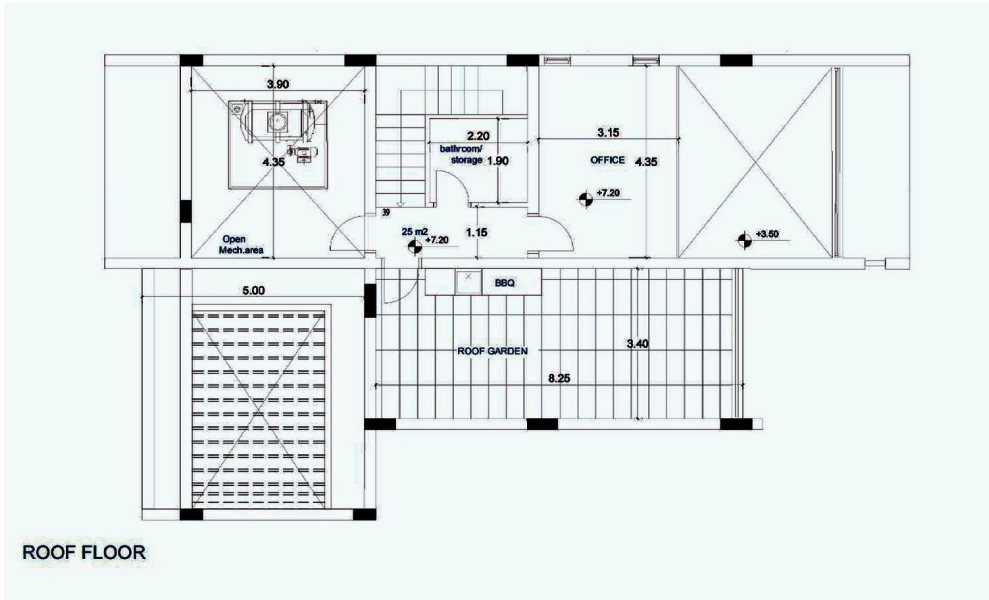 3.90
4.35
Open
Mech.area
2.20
bathroom/
storage
1.90
3.15
OFFICE
4.35
+7.20
39
25 m2
+7.20
1.15
+3.50
5.00
BBQ
ROOF GARDEN
3.40
8.25
ROOF FLOOR